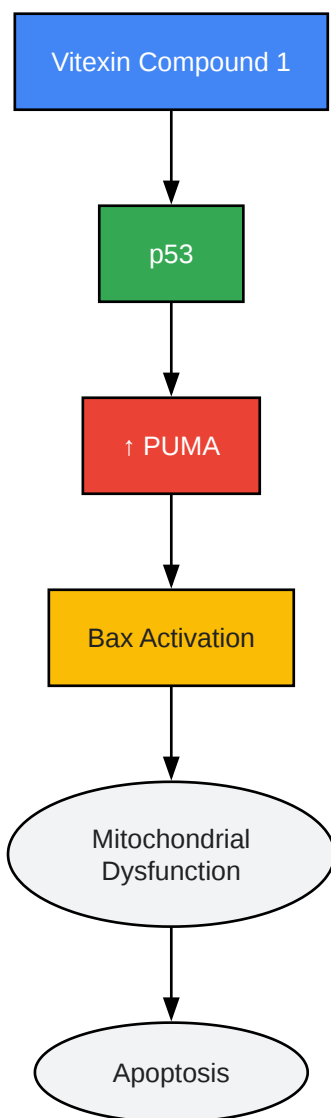 Vitexin Compound 1
p53
↑ PUMA
Bax Activation
Mitochondrial
Dysfunction
Apoptosis